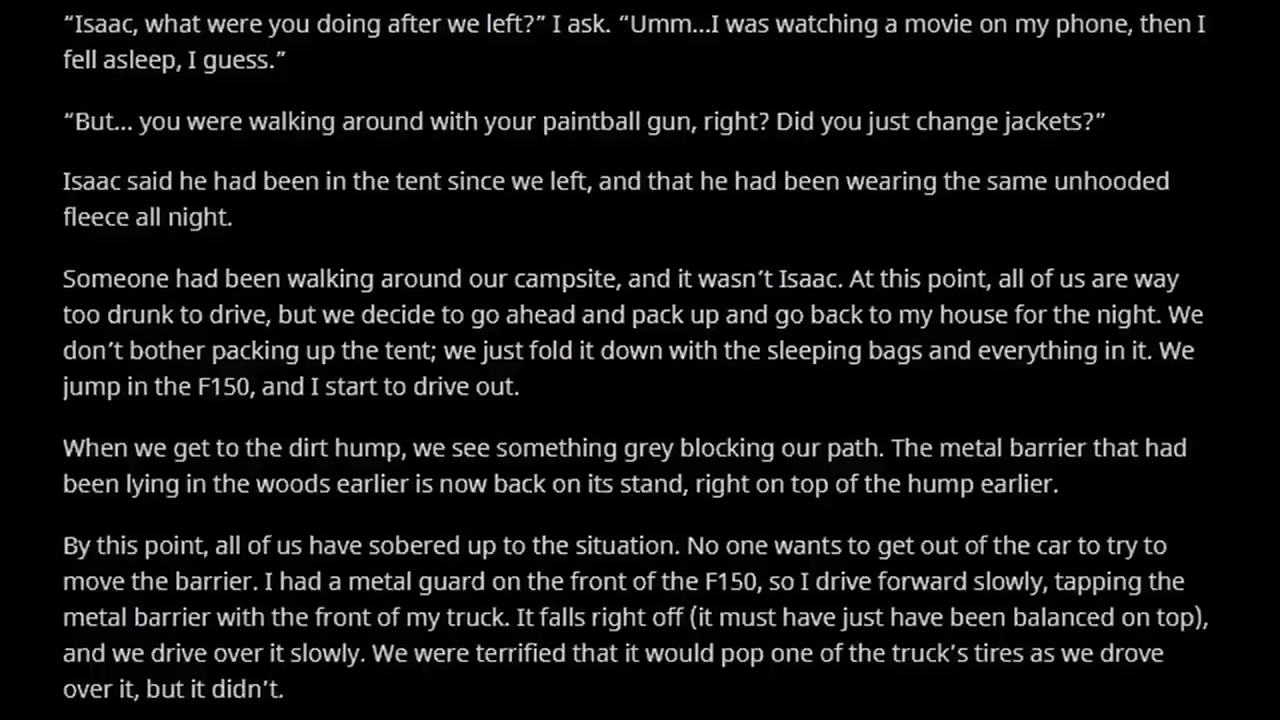 “Isaac, what were you doing after we left?” I ask. “Umm...I was watching a movie on my phone, then I
fell asleep, I guess.”
“But... you were walking around with your paintball gun, right? Did you just change jackets?”
Isaac said he had been in the tent since we left, and that he had been wearing the same unhooded
fleece all night.
Someone had been walking around our campsite, and it wasn’t Isaac. At this point, all of us are way
too drunk to drive, but we decide to go ahead and pack up and go back to my house for the night. We
don’t bother packing up the tent; we just fold it down with the sleeping bags and everything in it. We
jump in the F150, and I start to drive out.
When we get to the dirt hump, we see something grey blocking our path. The metal barrier that had
been lying in the woods earlier is now back on its stand, right on top of the hump earlier.
By this point, all of us have sobered up to the situation. No one wants to get out of the car to try to
move the barrier. I had a metal guard on the front of the F150, so I drive forward slowly, tapping the
metal barrier with the front of my truck. It falls right off (it must have just have been balanced on top),
and we drive over it slowly. We were terrified that it would pop one of the truck’s tires as we drove
over it, but it didn’t.